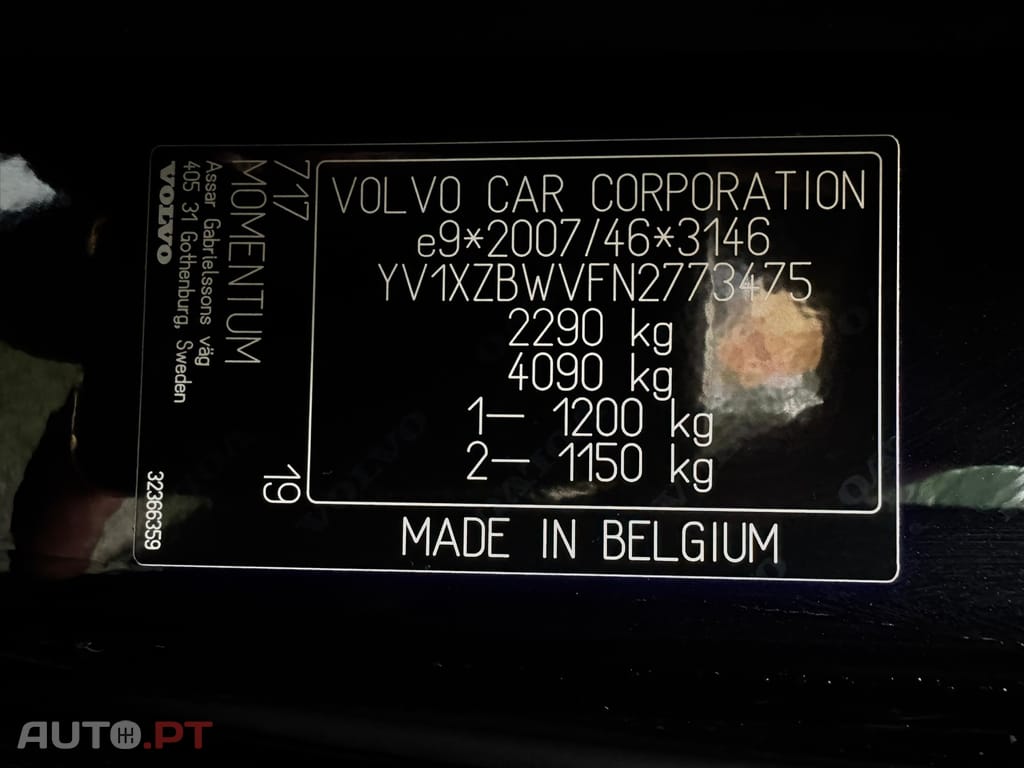 VOLVO CAR CORPORATION
e9*2007/46*3146
YV1XZBWVFN2773475
2290 kg
4090 kg
1– 1200 kg
2– 1150 kg
MADE IN BELGIUM
717
19
MOMENTUM
Assar Gabrielssons väg
405 31 Gothenburg, Sweden
VOLVO
32366359
AUTO.PT